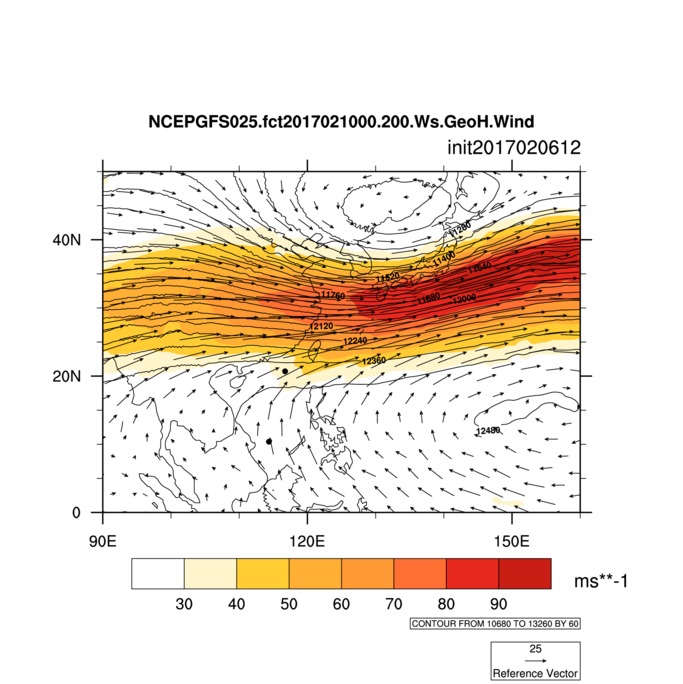 NCEPGFS025.fct2017021000.200.Ws.GeoH.Wind
init2017020612
40N
20N
0
90E 120E 150E
11280
11400
11520
11640
11760
11880
12000
12120
12240
12360
12480
30 40 50 60 70 80 90
ms**-1
CONTOUR FROM 10680 TO 13260 BY 60
25
Reference Vector